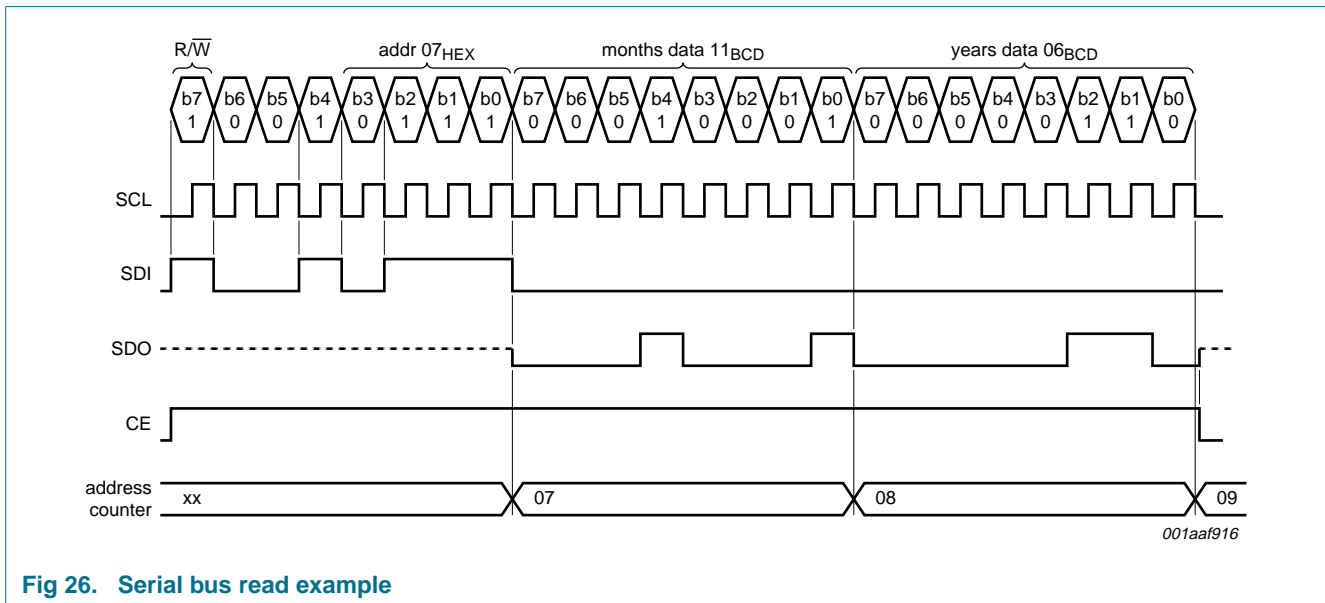 R/W addr 07HEX months data 11BCD years data 06BCD
b7 b6 b5 b4 b3 b2 b1 b0 b7 b6 b5 b4 b3 b2 b1 b0 b7 b6 b5 b4 b3 b2 b1 b0
1 0 0 1 0 1 1 1 0 0 0 1 0 0 0 1 0 0 0 0 0 1 1 0
SCL
SDI
SDO
CE
address
counter
xx 07 08 09
001aaf916
Fig 26. Serial bus read example